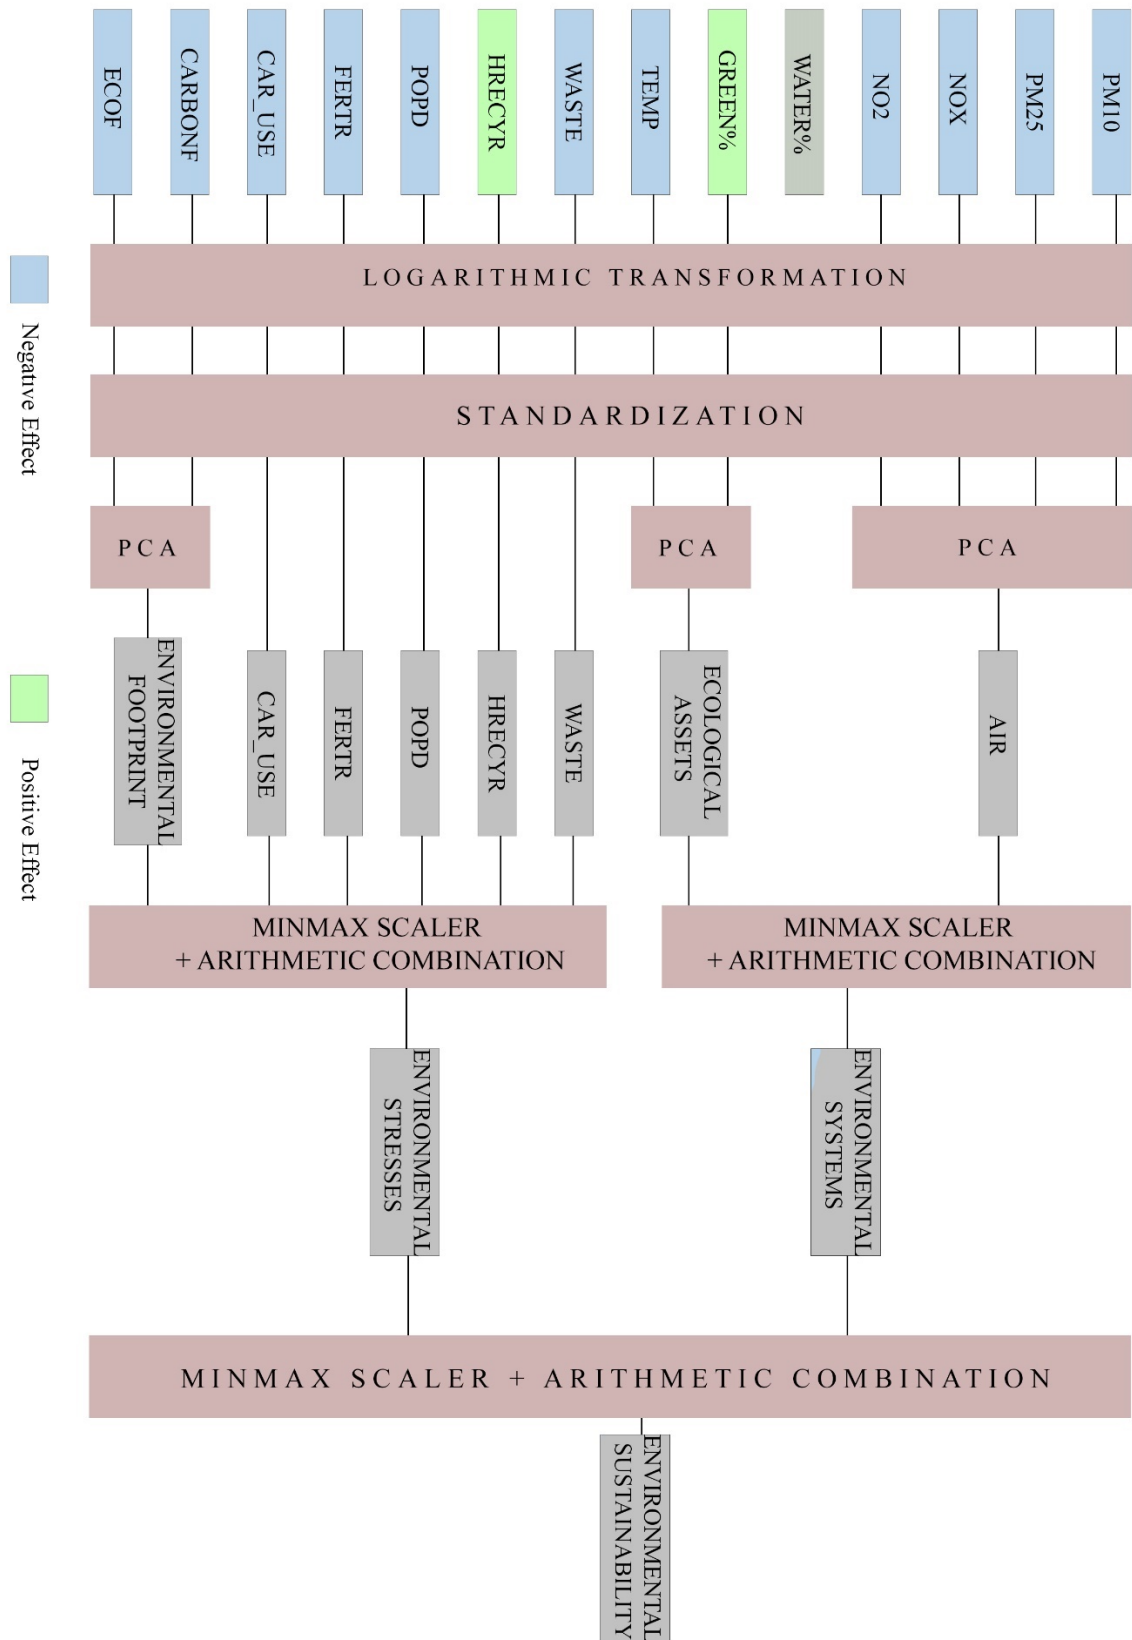 ECOF
CARBONF
CAR_USE
FERTR
POPD
HRECYR
WASTE
TEMP
GREEN%
WATER%
NO2
NOX
PM25
PM10
LOGARITHMIC TRANSFORMATION
Negative Effect
STANDARDIZATION
PCA
PCA
PCA
Positive Effect
ENVIRONMENTAL
FOOTPRINT
CAR_USE
FERTR
POPD
HRECYR
WASTE
ECOLOGICAL
ASSETS
AIR
MINMAX SCALER
+ ARITHMETIC COMBINATION
MINMAX SCALER
+ ARITHMETIC COMBINATION
ENVIRONMENTAL
STRESSES
ENVIRONMENTAL
SYSTEMS
MINMAX SCALER + ARITHMETIC COMBINATION
ENVIRONMENTAL
SUSTAINABILITY